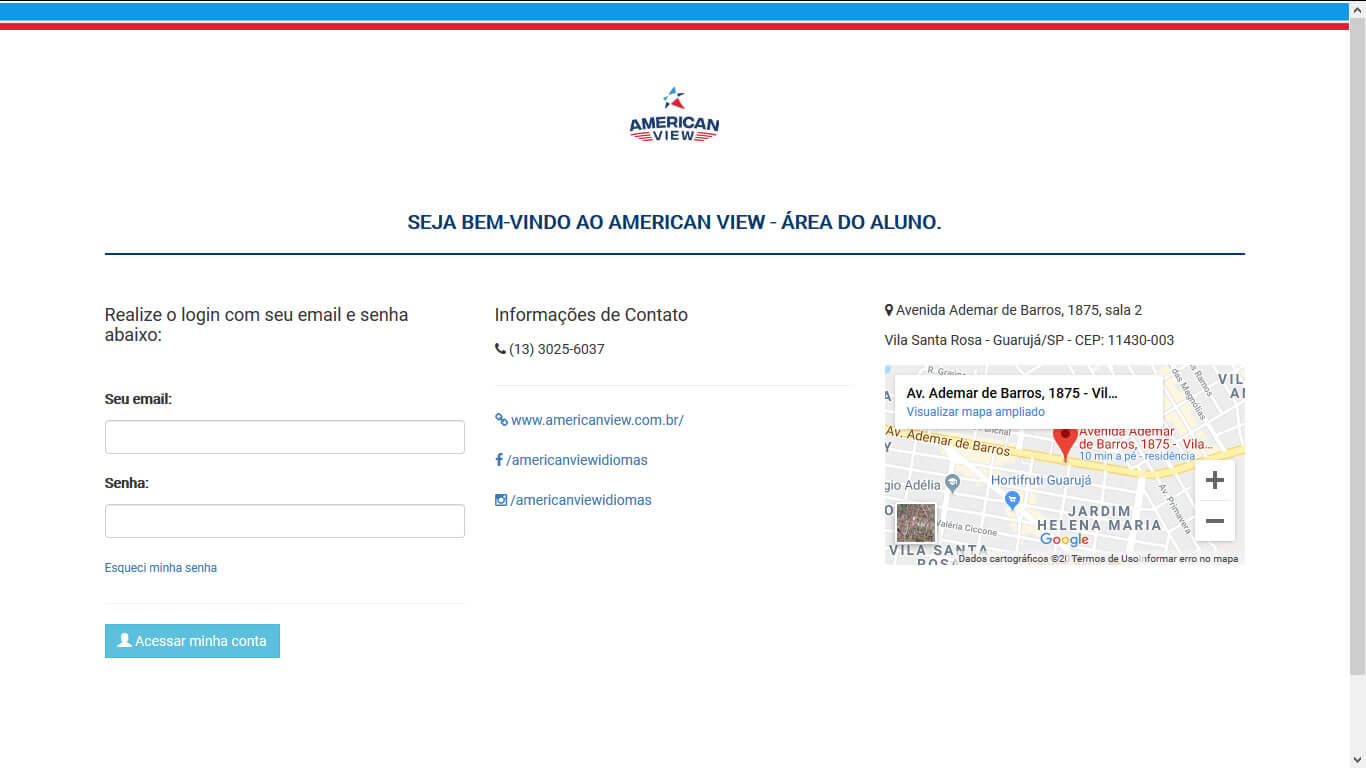 AMERICAN
VIEW
SEJA BEM-VINDO AO AMERICAN VIEW - ÁREA DO ALUNO.
Realize o login com seu email e senha
abaixo:
Seu email:
Senha:
Esqueci minha senha
Acessar minha conta
Informações de Contato
(13) 3025-6037
www.americanview.com.br/
/americanviewidiomas
/americanviewidiomas
Avenida Ademar de Barros, 1875, sala 2
Vila Santa Rosa - Guarujá/SP - CEP: 11430-003
das Magnólias
Ramos
VIL
Av. Ademar de Barros, 1875 - Vil...
Visualizar mapa ampliado
Av. Ademar de Barros
Avenida Ademar
de Barros, 1875 - Vila...
10 min a pé - residência
gio Adélia
Hortifruti Guarujá
Av. Primavera
Valéria Ciccone
JARDIM
HELENA MARIA
Google
VILA SANTA
ROSA
Dados cartográficos ©20 Termos de Uso Informar erro no mapa